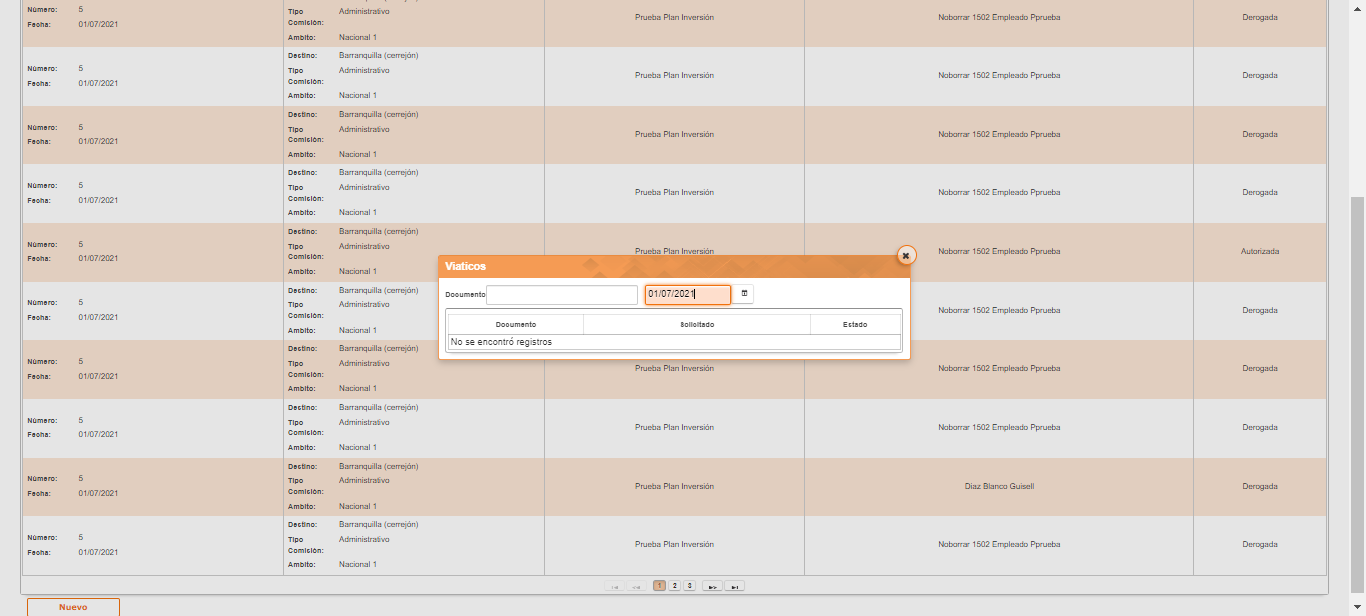 Número: 5 Tipo Comisión: Administrativo Prueba Plan Inversión Noborrar 1502 Empleado Pprueba Derogada
Fecha: 01/07/2021
Ambito: Nacional 1
Destino: Barranquilla (cerrejón)
Número: 5 Tipo Comisión: Administrativo Prueba Plan Inversión Noborrar 1502 Empleado Pprueba Derogada
Fecha: 01/07/2021
Ambito: Nacional 1
Destino: Barranquilla (cerrejón)
Número: 5 Tipo Comisión: Administrativo Prueba Plan Inversión Noborrar 1502 Empleado Pprueba Derogada
Fecha: 01/07/2021
Ambito: Nacional 1
Destino: Barranquilla (cerrejón)
Número: 5 Tipo Comisión: Administrativo Prueba Plan Inversión Noborrar 1502 Empleado Pprueba Derogada
Fecha: 01/07/2021
Ambito: Nacional 1
Destino: Barranquilla (cerrejón)
Número: 5 Tipo Comisión: Administrativo Prueba Plan Inversión Noborrar 1502 Empleado Pprueba Autorizada
Fecha: 01/07/2021
Ambito: Nacional 1
Viaticos
Documento 01/07/2021
Documento Solicitado Estado
No se encontró registros
Destino: Barranquilla (cerrejón)
Número: 5 Tipo Comisión: Administrativo Noborrar 1502 Empleado Pprueba Derogada
Fecha: 01/07/2021
Ambito: Nacional 1
Destino: Barranquilla (cerrejón)
Número: 5 Tipo Comisión: Administrativo Prueba Plan Inversión Noborrar 1502 Empleado Pprueba Derogada
Fecha: 01/07/2021
Ambito: Nacional 1
Destino: Barranquilla (cerrejón)
Número: 5 Tipo Comisión: Administrativo Prueba Plan Inversión Noborrar 1502 Empleado Pprueba Derogada
Fecha: 01/07/2021
Ambito: Nacional 1
Destino: Barranquilla (cerrejón)
Número: 5 Tipo Comisión: Administrativo Prueba Plan Inversión Diaz Blanco Guisell Derogada
Fecha: 01/07/2021
Ambito: Nacional 1
Destino: Barranquilla (cerrejón)
Número: 5 Tipo Comisión: Administrativo Prueba Plan Inversión Noborrar 1502 Empleado Pprueba Derogada
Fecha: 01/07/2021
Ambito: Nacional 1
1 2 3
Nuevo